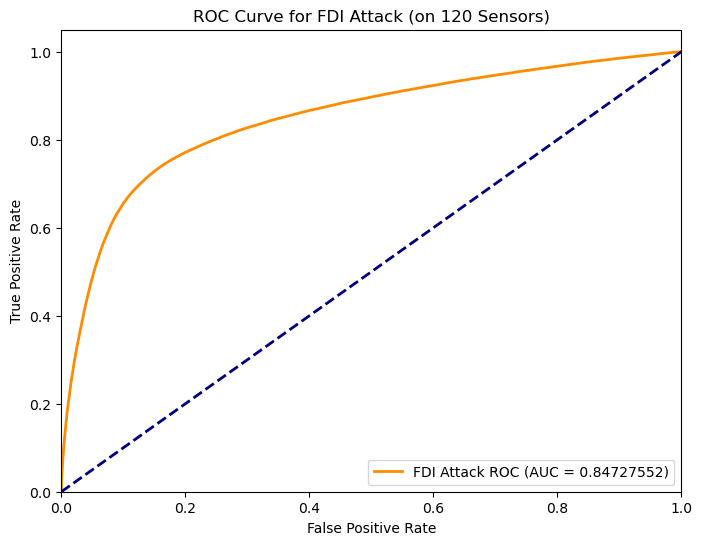 ROC Curve for FDI Attack (on 120 Sensors)
1.0
0.8
0.6
0.4
0.2
0.0
True Positive Rate
FDI Attack ROC (AUC = 0.84727552)
0.0 0.2 0.4 0.6 0.8 1.0
False Positive Rate